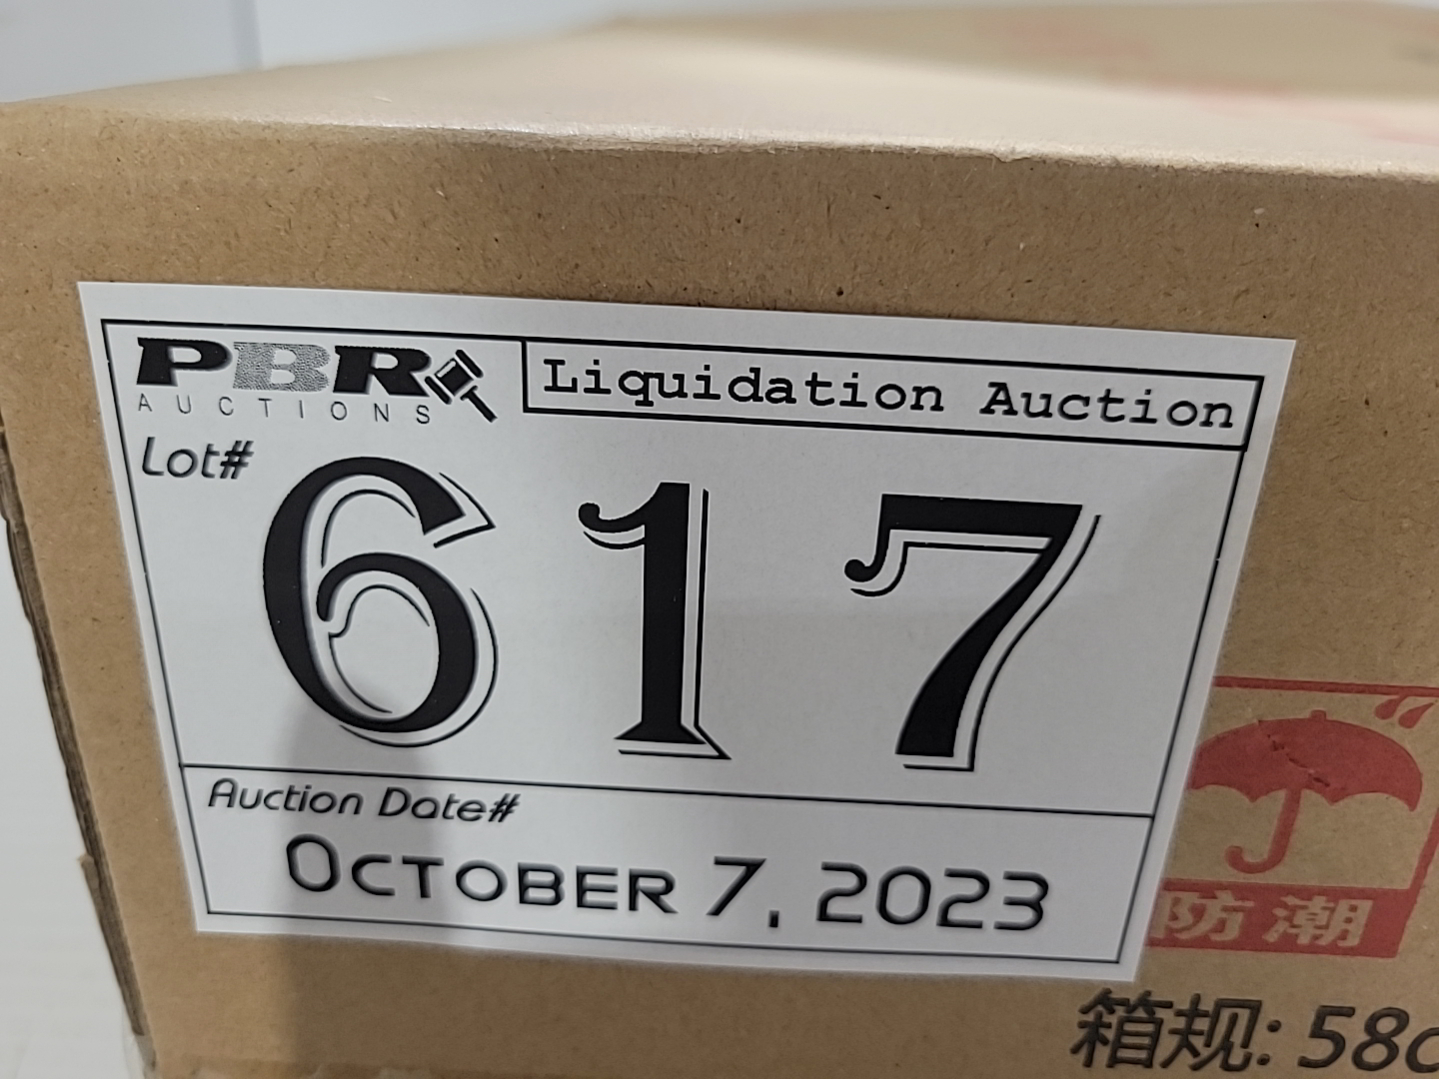 PBR
AUCTIONS
Liquidation Auction
Lot#
617
Auction Date#
OCTOBER 7, 2023
防潮
箱规: 58c